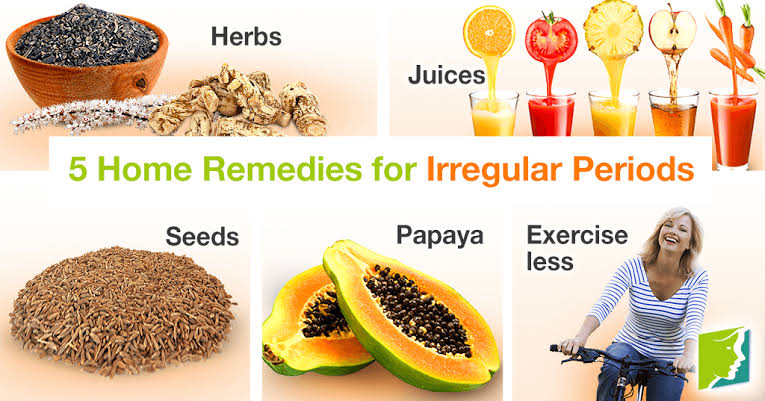 Herbs
Juices
5 Home Remedies for Irregular Periods
Seeds
Papaya
Exercise
less